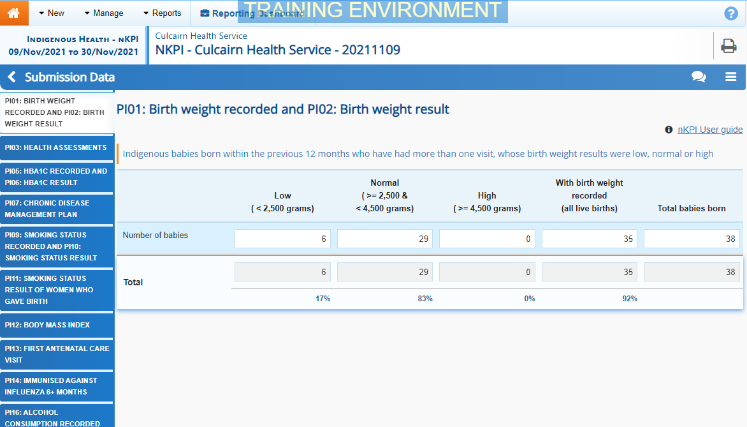 TRAINING ENVIRONMENT
New Manage Reports Reporting Dashboard
INDIGENOUS HEALTH - NKPI
09/NOV/2021 TO 30/NOV/2021
Culcairn Health Service
NKPI - Culcairn Health Service - 20211109
Submission Data
PI01: BIRTH WEIGHT
RECORDED AND PI02: BIRTH
WEIGHT RESULT
PI03: HEALTH ASSESSMENTS
PI05: HBA1C RECORDED AND
PI06: HBA1C RESULT
PI07: CHRONIC DISEASE
MANAGEMENT PLAN
PI09: SMOKING STATUS
RECORDED AND PI10:
SMOKING STATUS RESULT
PI11: SMOKING STATUS
RESULT OF WOMEN WHO
GAVE BIRTH
PI12: BODY MASS INDEX
PI13: FIRST ANTENATAL CARE
VISIT
PI14: IMMUNISED AGAINST
INFLUENZA 6+ MONTHS
PI16: ALCOHOL
CONSUMPTION RECORDED
PI01: Birth weight recorded and PI02: Birth weight result
nKPI User guide
Indigenous babies born within the previous 12 months who have had more than one visit, whose birth weight results were low, normal or high
Low
( < 2,500 grams)
Normal
( >= 2,500 &
< 4,500 grams)
High
( >= 4,500 grams)
With birth weight
recorded
(all live births)
Total babies born
Number of babies 6 29 0 35 38
Total 6 29 0 35 38
17% 83% 0% 92%